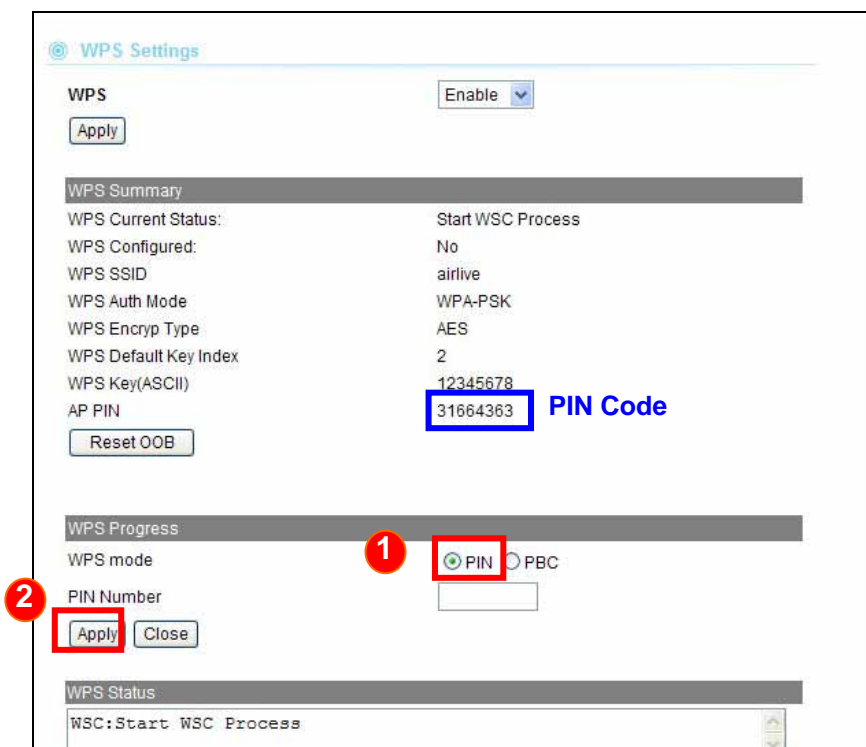 WPS Settings
WPS Enable
Apply
WPS Summary
WPS Current Status: Start WSC Process
WPS Configured: No
WPS SSID airlive
WPS Auth Mode WPA-PSK
WPS Encryp Type AES
WPS Default Key Index 2
WPS Key(ASCII) 12345678
AP PIN 31664363 PIN Code
Reset OOB
WPS Progress
1
WPS mode PIN PBC
2 PIN Number
Apply Close
WPS Status
WSC:Start WSC Process